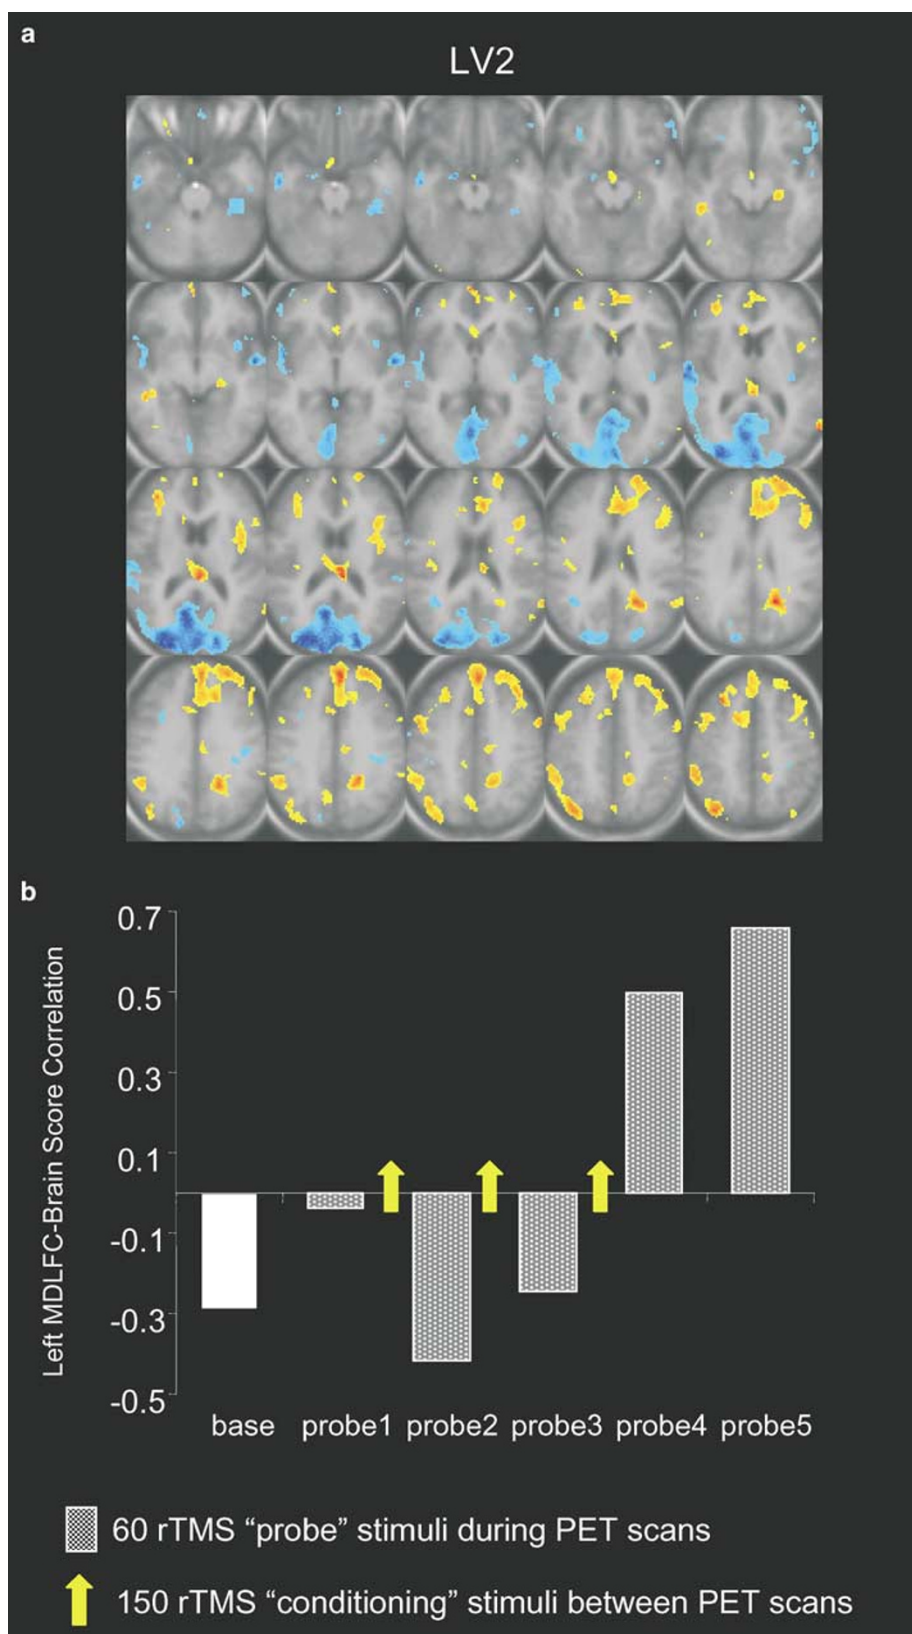 a
LV2
b
Left MDLFC-Brain Score Correlation
0.7
0.5
0.3
0.1
-0.1
-0.3
-0.5
base probe1 probe2 probe3 probe4 probe5
60 rTMS “probe” stimuli during PET scans
150 rTMS “conditioning” stimuli between PET scans